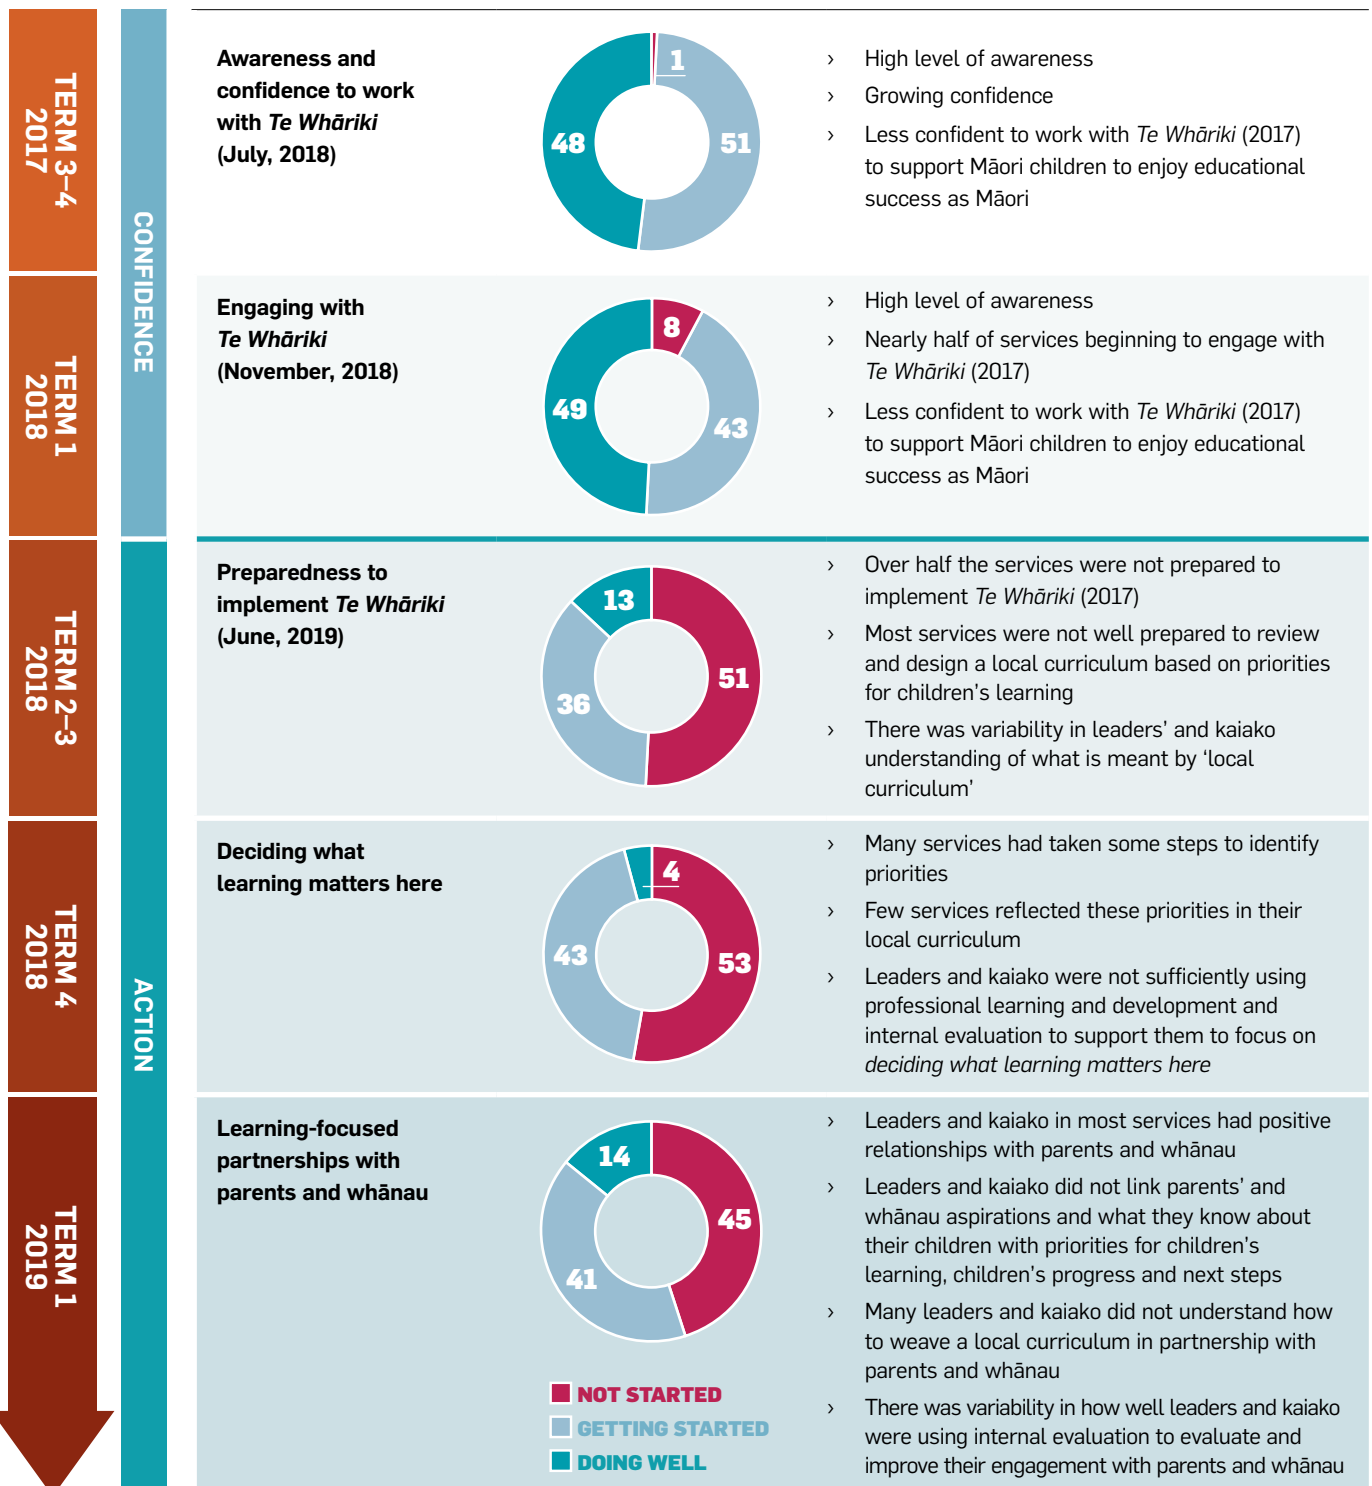 TERM 3–4
2017
CONFIDENCE
Awareness and
confidence to work
with Te Whāriki
(July, 2018)
1
48
51
› High level of awareness
› Growing confidence
› Less confident to work with Te Whāriki (2017)
to support Māori children to enjoy educational
success as Māori
TERM 1
2018
Engaging with
Te Whāriki
(November, 2018)
8
49
43
› High level of awareness
› Nearly half of services beginning to engage with
Te Whāriki (2017)
› Less confident to work with Te Whāriki (2017)
to support Māori children to enjoy educational
success as Māori
TERM 2–3
2018
ACTION
Preparedness to
implement Te Whāriki
(June, 2019)
13
51
36
› Over half the services were not prepared to
implement Te Whāriki (2017)
› Most services were not well prepared to review
and design a local curriculum based on priorities
for children’s learning
› There was variability in leaders’ and kaiako
understanding of what is meant by ‘local
curriculum’
TERM 4
2018
Deciding what
learning matters here
4
43
53
› Many services had taken some steps to identify
priorities
› Few services reflected these priorities in their
local curriculum
› Leaders and kaiako were not sufficiently using
professional learning and development and
internal evaluation to support them to focus on
deciding what learning matters here
TERM 1
2019
Learning-focused
partnerships with
parents and whānau
14
45
41
› Leaders and kaiako in most services had positive
relationships with parents and whānau
› Leaders and kaiako did not link parents’ and
whānau aspirations and what they know about
their children with priorities for children’s
learning, children’s progress and next steps
› Many leaders and kaiako did not understand how
to weave a local curriculum in partnership with
parents and whānau
› There was variability in how well leaders and kaiako
were using internal evaluation to evaluate and
improve their engagement with parents and whānau
NOT STARTED
GETTING STARTED
DOING WELL